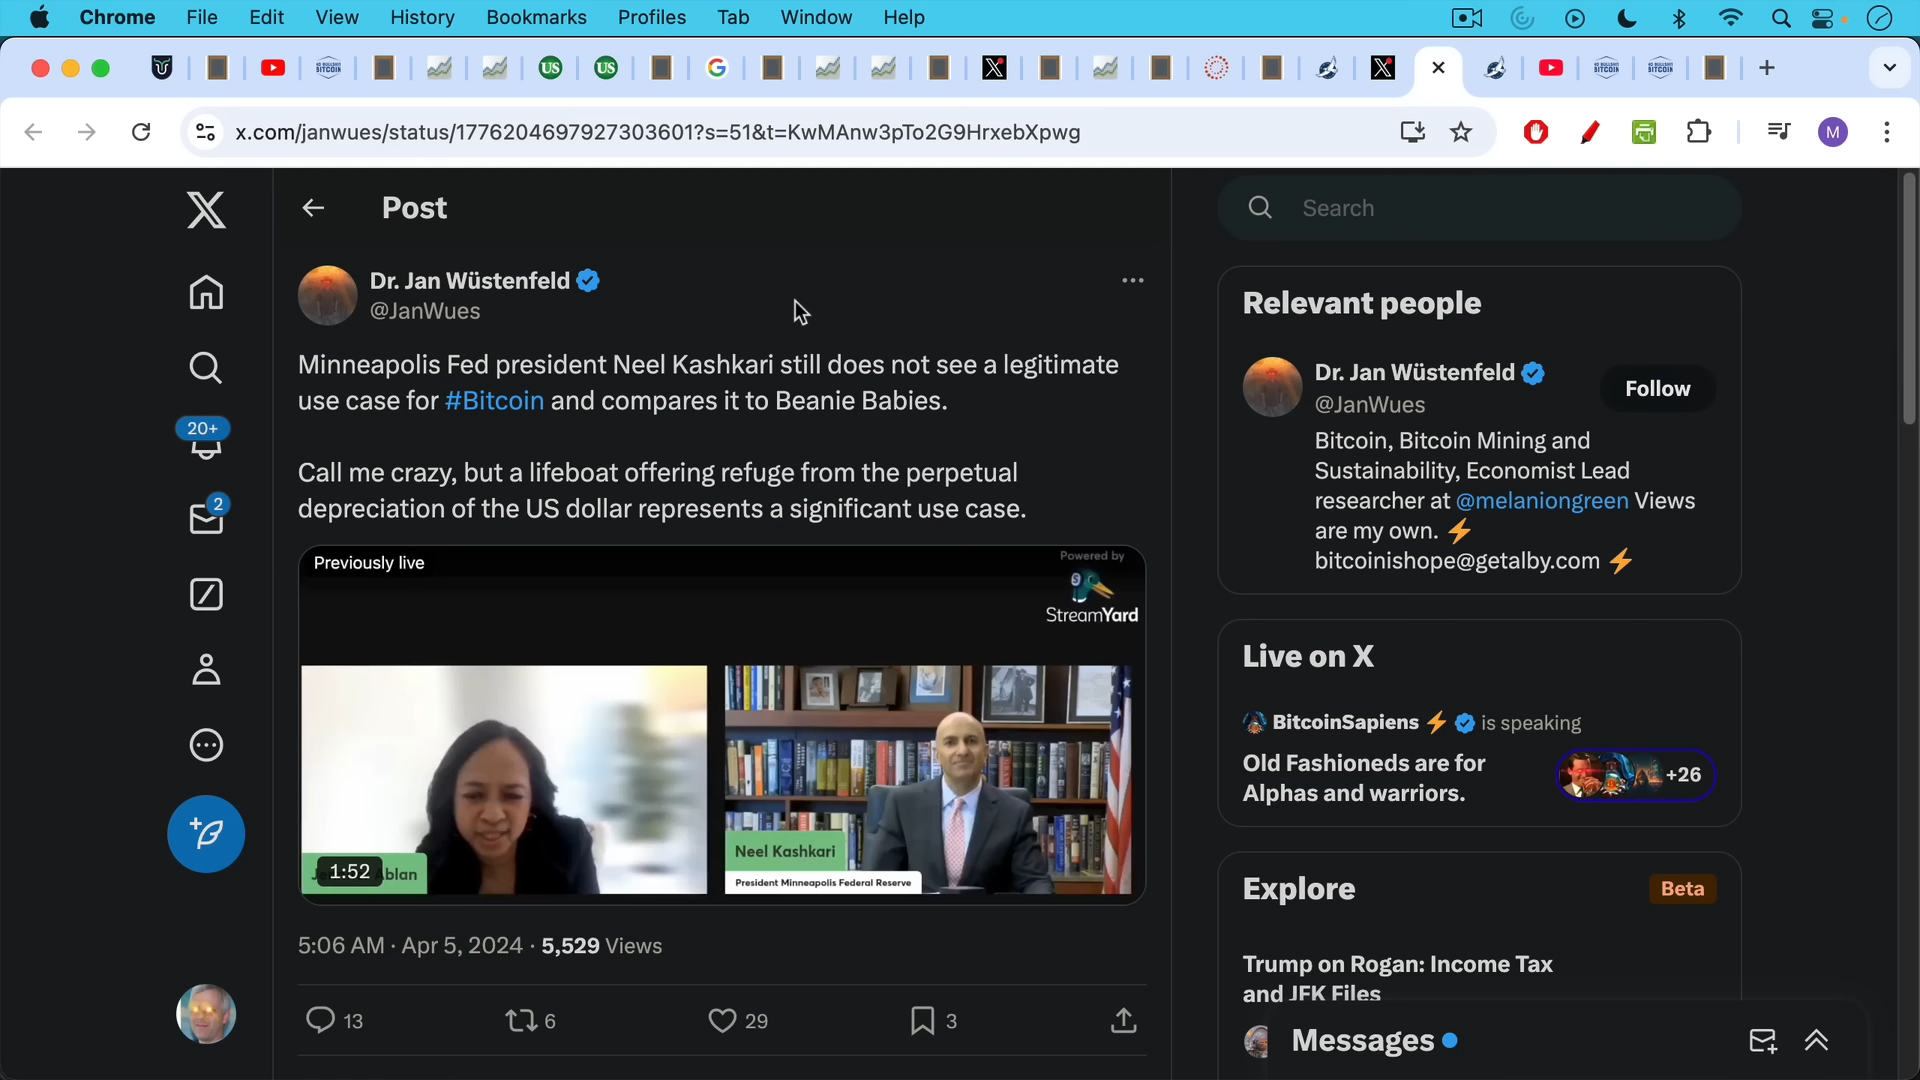 Chrome File Edit View History Bookmarks Profiles Tab Window Help
x.com/janwues/status/1776204697927303601?s=51&t=KwMAnw3pTo2G9HrxebXpwg
M
Post
Dr. Jan Wüstenfeld
@JanWues
Minneapolis Fed president Neel Kashkari still does not see a legitimate
use case for #Bitcoin and compares it to Beanie Babies.
Call me crazy, but a lifeboat offering refuge from the perpetual
depreciation of the US dollar represents a significant use case.
Previously live
Powered by
StreamYard
1:52
Ablan
Neel Kashkari
President Minneapolis Federal Reserve
5:06 AM · Apr 5, 2024 · 5,529 Views
13 6 29 3
20+
2
Search
Relevant people
Dr. Jan Wüstenfeld
@JanWues
Follow
Bitcoin, Bitcoin Mining and
Sustainability, Economist Lead
researcher at @melaniongreen Views
are my own. ⚡
bitcoinishope@getalby.com ⚡
Live on X
BitcoinSapiens ⚡ is speaking
Old Fashioneds are for
Alphas and warriors.
+26
Explore
Beta
Trump on Rogan: Income Tax
and JFK Files
Messages